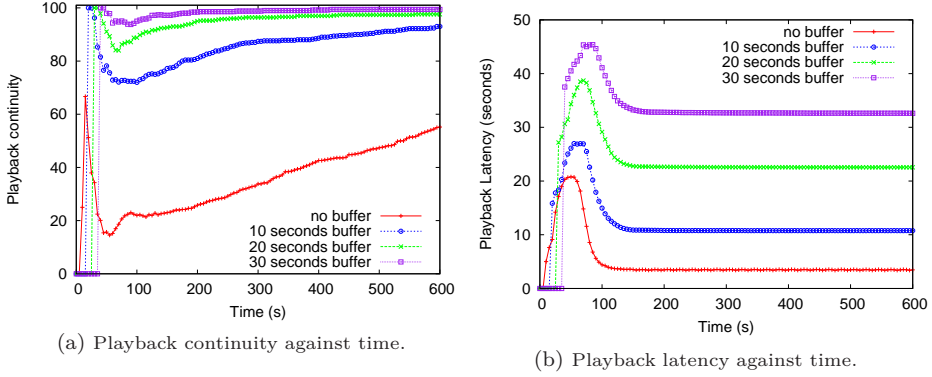 100
80
60
40
20
0
Playback continuity
no buffer
10 seconds buffer
20 seconds buffer
30 seconds buffer
0 100 200 300 400 500 600
Time (s)
(a) Playback continuity against time.
50
40
30
20
10
0
Playback Latency (seconds)
no buffer
10 seconds buffer
20 seconds buffer
30 seconds buffer
0 100 200 300 400 500 600
Time (s)
(b) Playback latency against time.